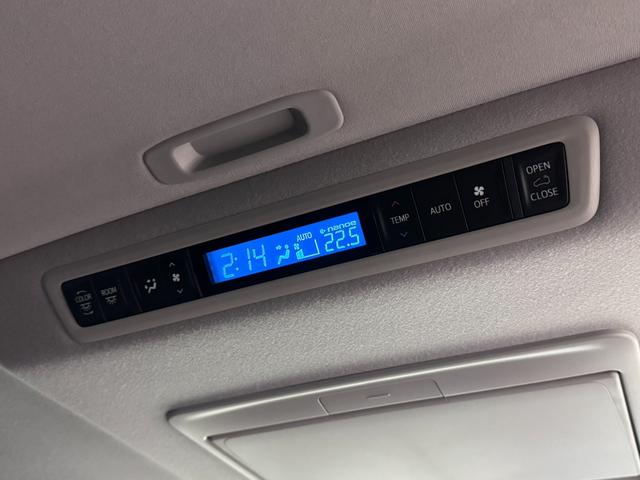 COLOR
ROOM
2:14
AUTO
nanoe
22.5
TEMP
AUTO
OFF
OPEN
CLOSE